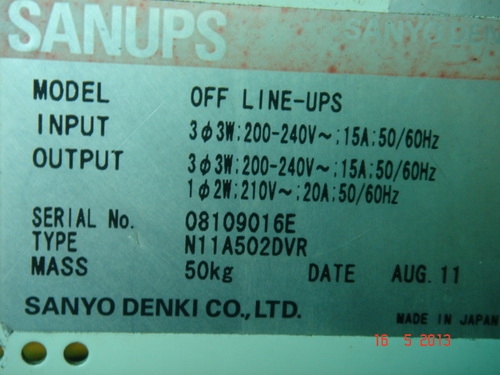 SANUPS SANYO DEN
MODEL OFF LINE-UPS
INPUT 3φ3W;200-240V~;15A;50/60Hz
OUTPUT 3φ3W;200-240V~;15A;50/60Hz
1φ2W;210V~;20A;50/60Hz
SERIAL No. 08109016E
TYPE N11A502DVR
MASS 50kg DATE AUG. 11
SANYO DENKI CO., LTD.
MADE IN JAPAN
16 5 2013